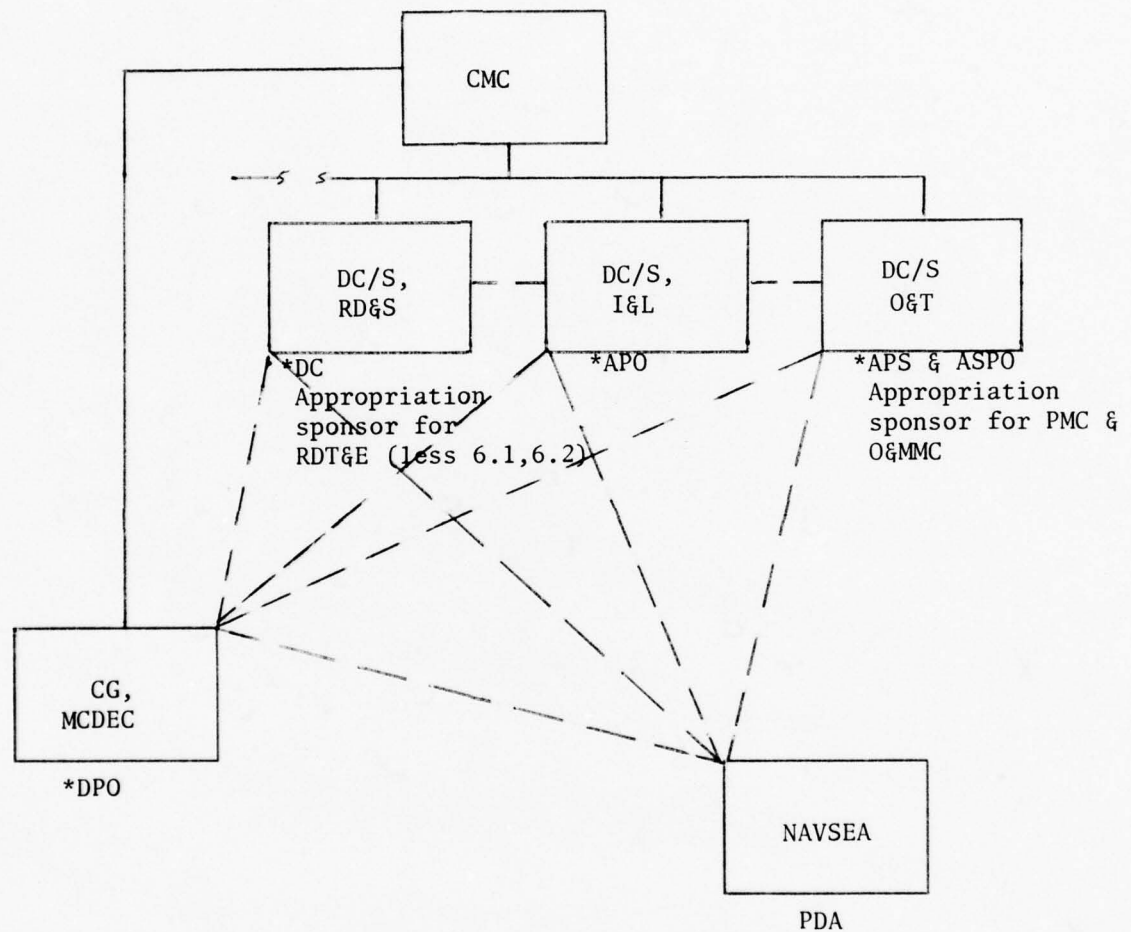 CMC
DC/S,
RD&S
DC/S,
I&L
DC/S
O&T
*DC
Appropriation
sponsor for
RDT&E (less 6.1,6.2)
*APO
*APS & ASPO
Appropriation
sponsor for PMC &
O&MMC
CG,
MCDEC
*DPO
NAVSEA
PDA